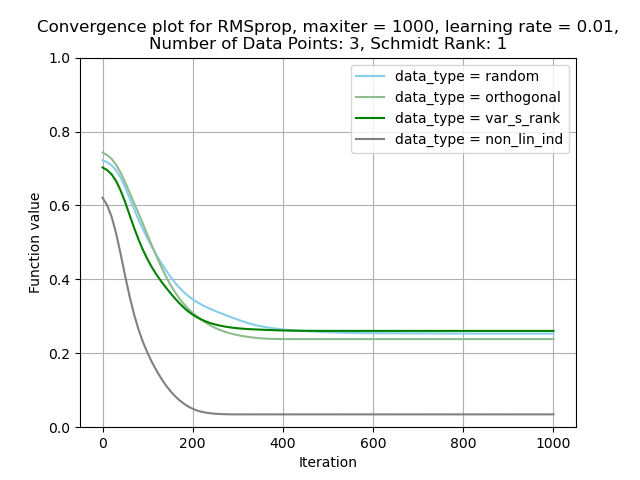 Convergence plot for RMSprop, maxiter = 1000, learning rate = 0.01,
Number of Data Points: 3, Schmidt Rank: 1
data_type = random
data_type = orthogonal
data_type = var_s_rank
data_type = non_lin_ind
Function value
1.0
0.8
0.6
0.4
0.2
0.0
0 200 400 600 800 1000
Iteration